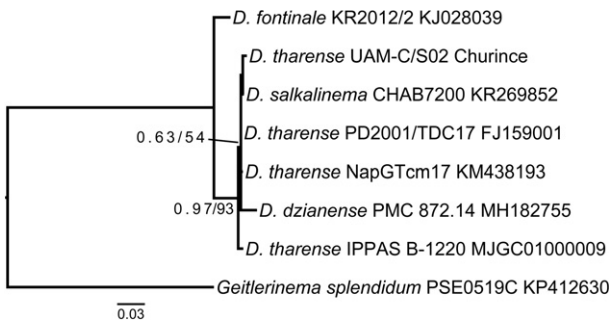 D. fontinale KR2012/2 KJ028039
D. tharense UAM-C/S02 Churince
D. salkalinema CHAB7200 KR269852
0.63/54
D. tharense PD2001/TDC17 FJ159001
D. tharense NapGTcm17 KM438193
0.97/93
D. dzianense PMC 872.14 MH182755
D. tharense IPPAS B-1220 MJGC01000009
Geitlerinema splendidum PSE0519C KP412630
0.03